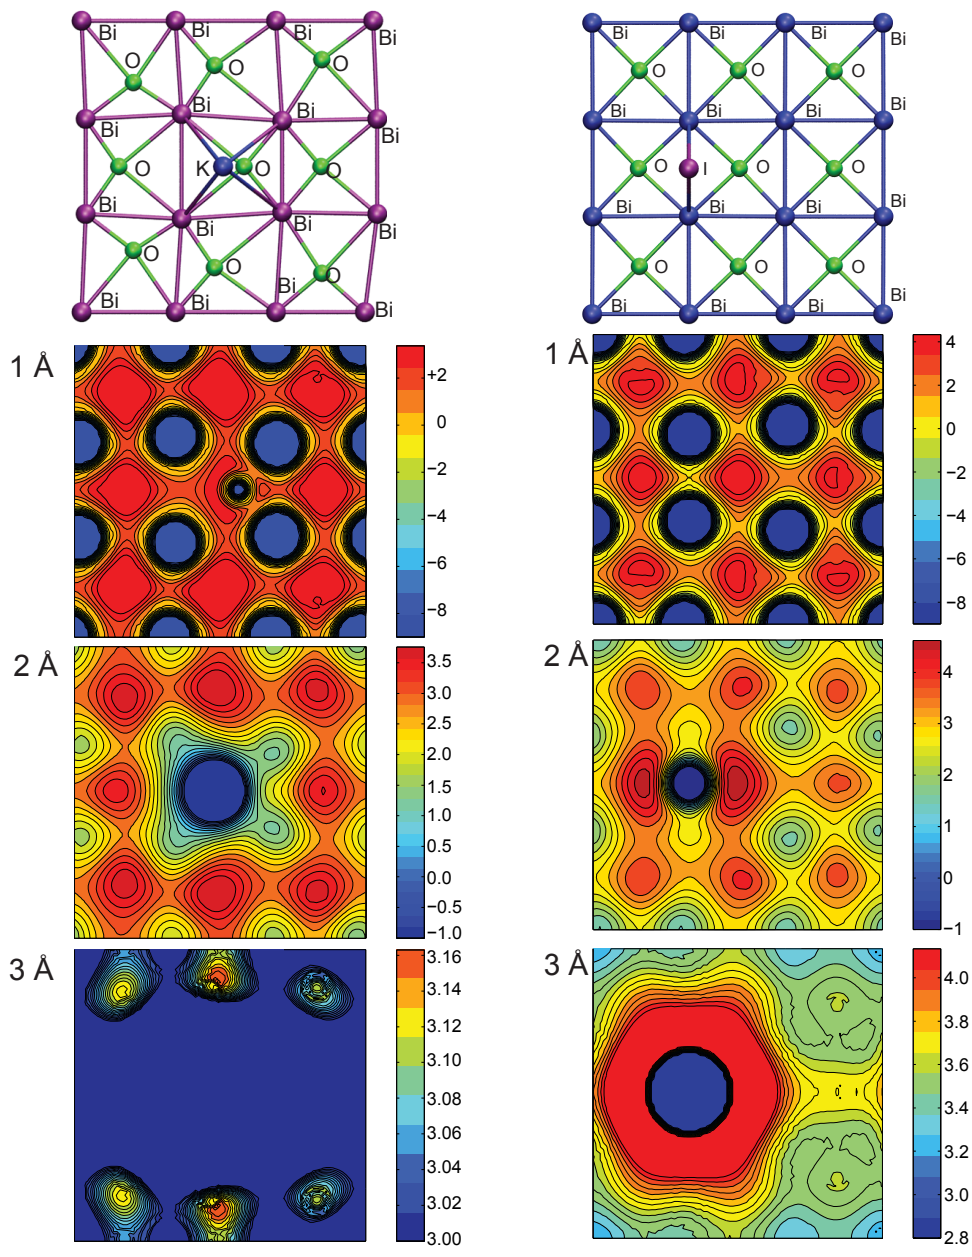 Bi Bi Bi Bi
O O O
Bi Bi Bi Bi
O K O O
Bi Bi Bi Bi
O O O
Bi Bi Bi Bi
Bi Bi Bi Bi
O O O
Bi Bi Bi Bi
O I O O
Bi Bi Bi Bi
O O O
Bi Bi Bi Bi
1 Å
+2
0
−2
−4
−6
−8
1 Å
4
2
0
−2
−4
−6
−8
2 Å
3.5
3.0
2.5
2.0
1.5
1.0
0.5
0.0
−0.5
−1.0
2 Å
4
3
2
1
0
−1
3 Å
3.16
3.14
3.12
3.10
3.08
3.06
3.04
3.02
3.00
3 Å
4.0
3.8
3.6
3.4
3.2
3.0
2.8